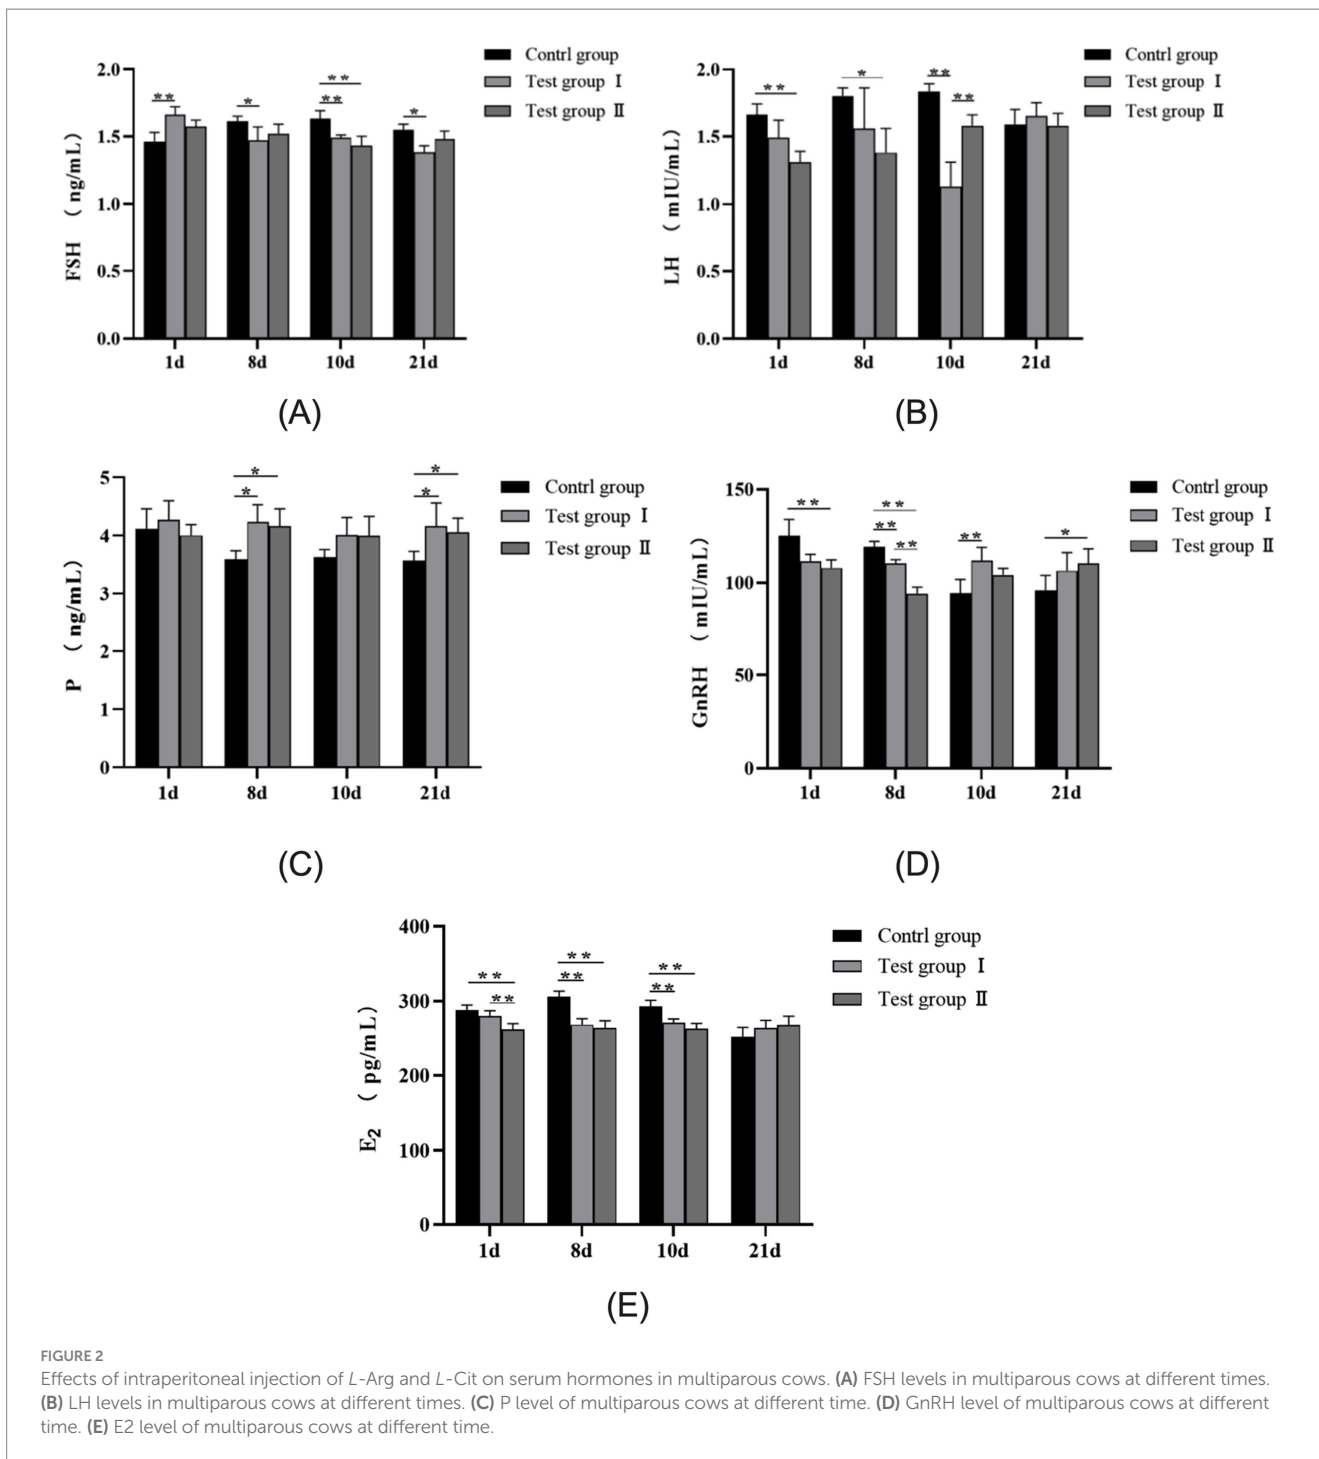 Contrl group
Test group Ⅰ
Test group Ⅱ
** * ** ** *
2.0
1.5
1.0
0.5
0.0
FSH ( ng/mL)
1d 8d 10d 21d
(A)
Contrl group
Test group Ⅰ
Test group Ⅱ
** * ** **
2.0
1.5
1.0
0.5
0.0
LH ( mIU/mL)
1d 8d 10d 21d
(B)
Contrl group
Test group Ⅰ
Test group Ⅱ
* * * *
5
4
3
2
1
0
P ( ng/mL)
1d 8d 10d 21d
(C)
Contrl group
Test group Ⅰ
Test group Ⅱ
** ** ** ** ** *
150
100
50
0
GnRH ( mIU/mL)
1d 8d 10d 21d
(D)
Contrl group
Test group Ⅰ
Test group Ⅱ
** ** ** ** ** **
400
300
200
100
0
E₂ ( pg/mL)
1d 8d 10d 21d
(E)
FIGURE 2
Effects of intraperitoneal injection of L-Arg and L-Cit on serum hormones in multiparous cows. (A) FSH levels in multiparous cows at different times.
(B) LH levels in multiparous cows at different times. (C) P level of multiparous cows at different time. (D) GnRH level of multiparous cows at different
time. (E) E2 level of multiparous cows at different time.